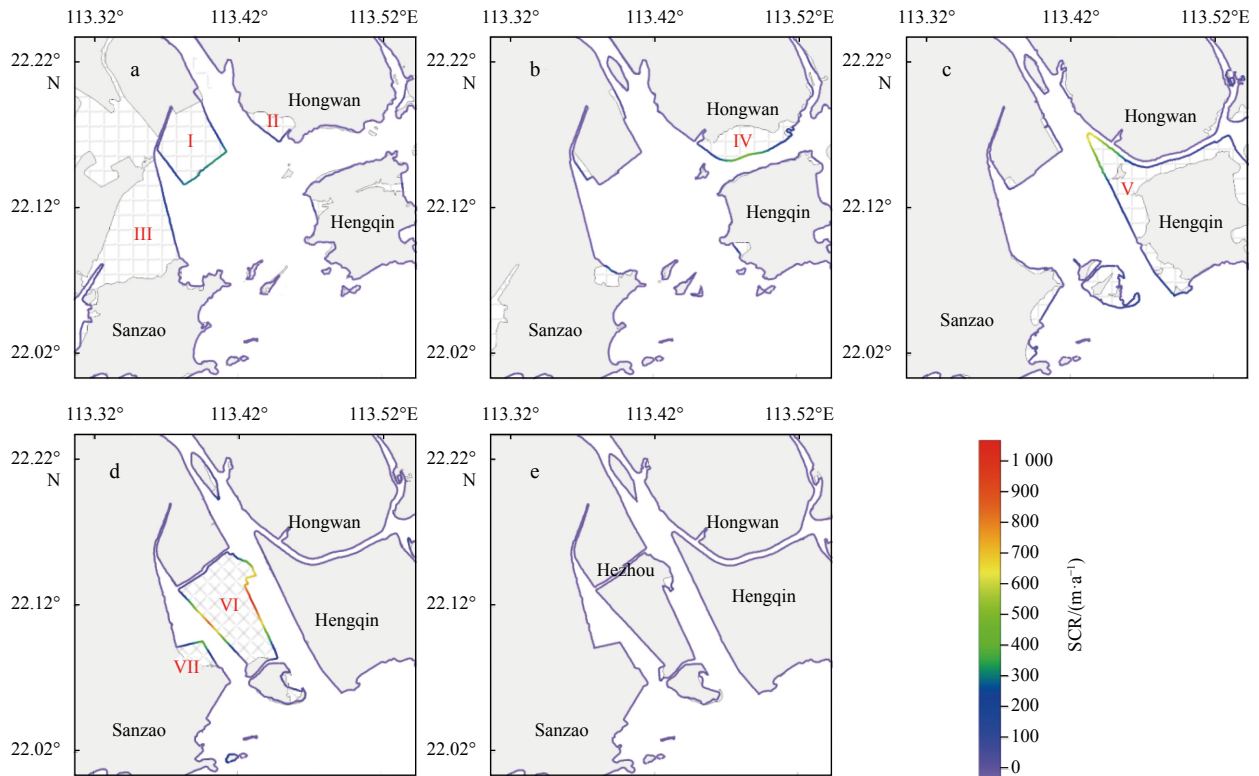 113.32° 113.42° 113.52°E
113.32° 113.42° 113.52°E
113.32° 113.42° 113.52°E
22.22°
N
22.12°
22.02°
a
Hongwan
II
I
III
Hengqin
Sanzao
22.22°
N
22.12°
22.02°
b
Hongwan
IV
Hengqin
Sanzao
22.22°
N
22.12°
22.02°
c
Hongwan
V
Hengqin
Sanzao
113.32° 113.42° 113.52°E
113.32° 113.42° 113.52°E
22.22°
N
22.12°
22.02°
d
Hongwan
VI
Hengqin
VII
Sanzao
22.22°
N
22.12°
22.02°
e
Hongwan
Hezhou
Hengqin
Sanzao
1 000
900
800
700
600
500
400
300
200
100
0
SCR/(m·a⁻¹)